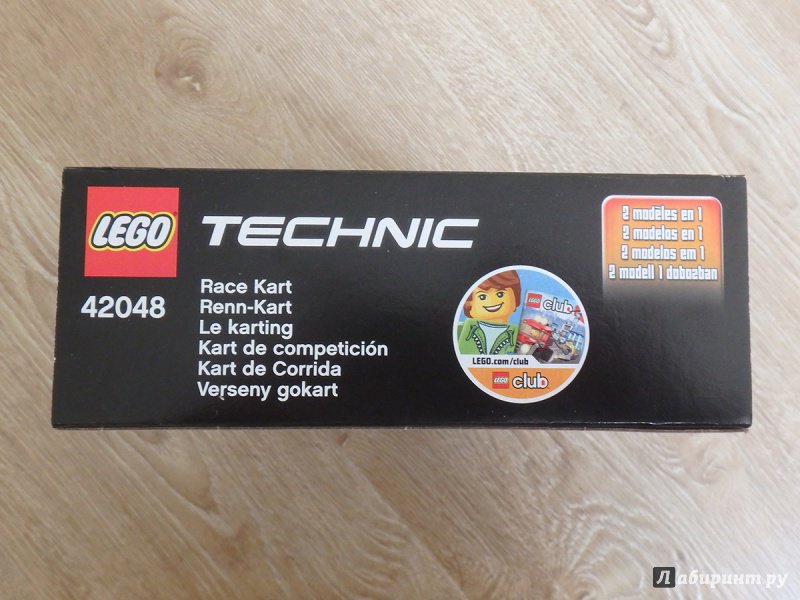 LEGO
TECHNIC
42048
Race Kart
Renn-Kart
Le karting
Kart de competición
Kart de Corrida
Verseny gokart
2 modèles en 1
2 modelos en 1
2 modelos em 1
2 modell 1 dobozban
LEGO club
LEGO.com/club
LEGO club
Лабиринт.ру